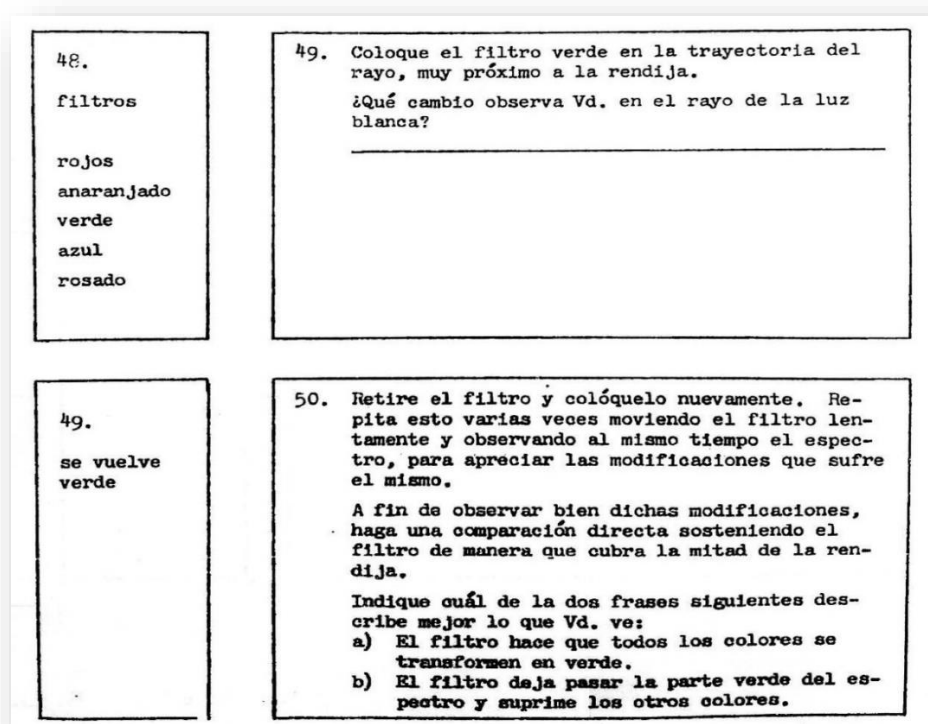 48.
filtros
rojos
anaranjado
verde
azul
rosado
49. Coloque el filtro verde en la trayectoria del
rayo, muy próximo a la rendija.
¿Qué cambio observa Vd. en el rayo de la luz
blanca?
49.
se vuelve
verde
50. Retire el filtro y colóquelo nuevamente. Re-
pita esto varias veces moviendo el filtro len-
tamente y observando al mismo tiempo el espec-
tro, para apreciar las modificaciones que sufre
el mismo.
A fin de observar bien dichas modificaciones,
haga una comparación directa sosteniendo el
filtro de manera que cubra la mitad de la ren-
dija.
Indique cuál de la dos frases siguientes des-
cribe mejor lo que Vd. ve:
a) El filtro hace que todos los colores se
transformen en verde.
b) El filtro deja pasar la parte verde del es-
pectro y suprime los otros colores.